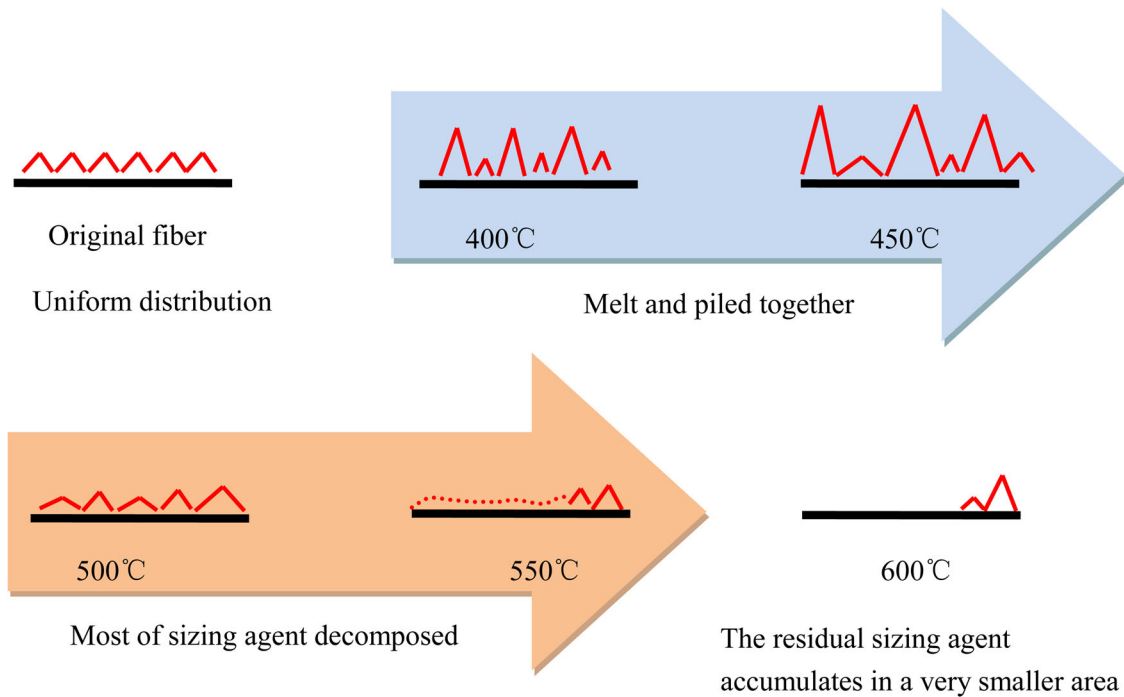 Original fiber
Uniform distribution
400℃
450℃
Melt and piled together
500℃
550℃
Most of sizing agent decomposed
600℃
The residual sizing agent
accumulates in a very smaller area